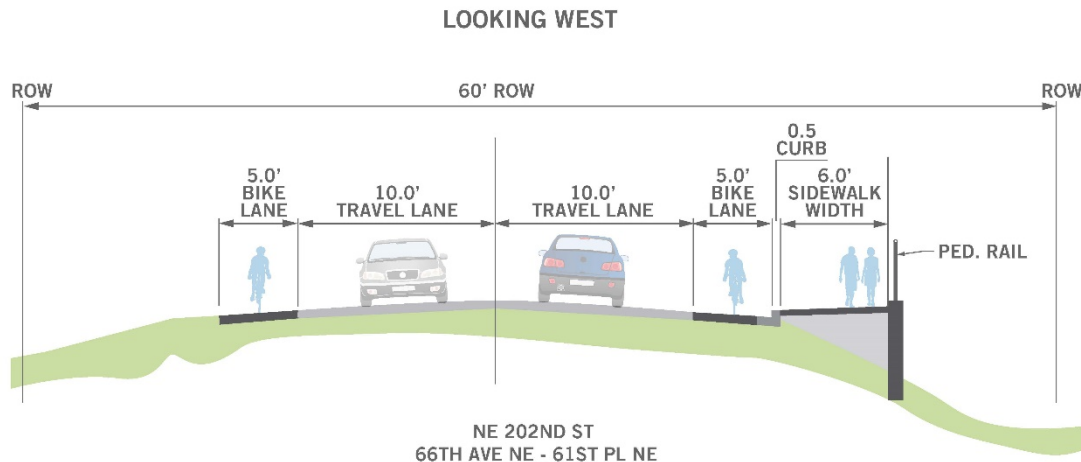 LOOKING WEST
ROW
60' ROW
ROW
0.5
CURB
5.0'
BIKE
LANE
10.0'
TRAVEL LANE
10.0'
TRAVEL LANE
5.0'
BIKE
LANE
6.0'
SIDEWALK
WIDTH
PED. RAIL
NE 202ND ST
66TH AVE NE - 61ST PL NE